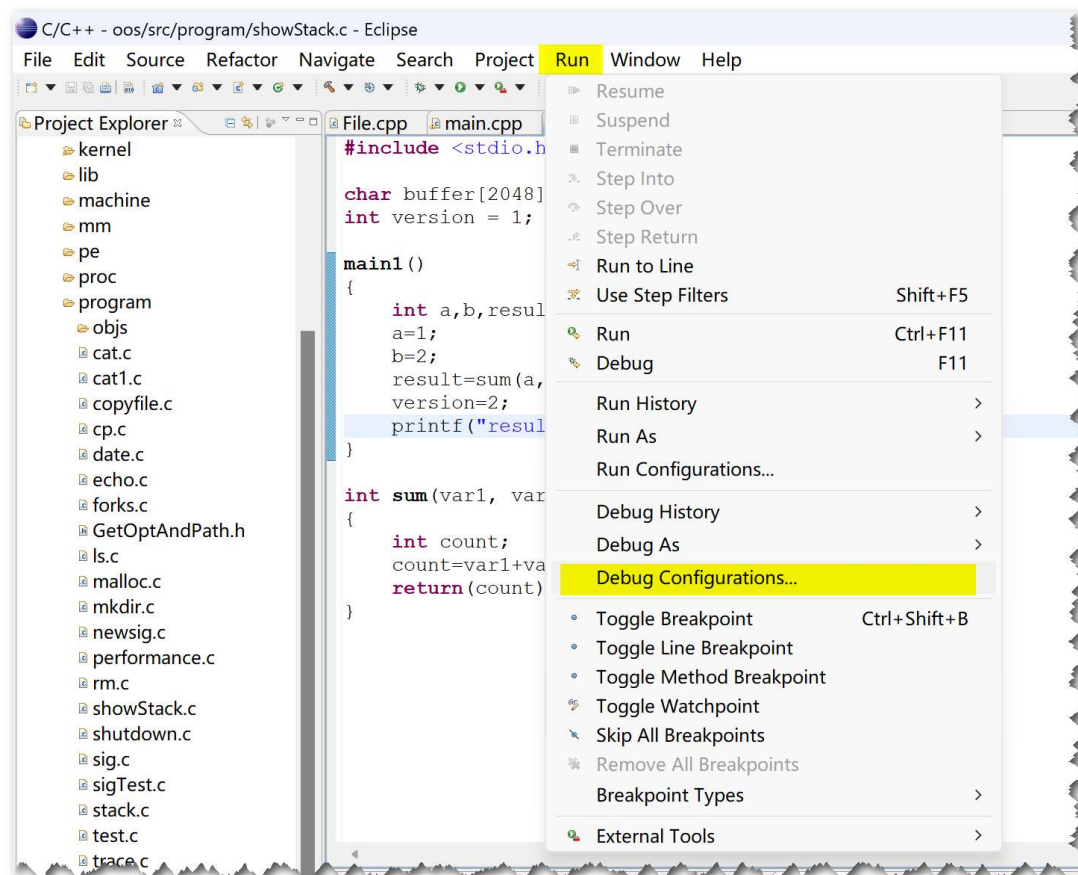 C/C++ - oos/src/program/showStack.c - Eclipse
File Edit Source Refactor Navigate Search Project Run Window Help
Project Explorer
kernel
lib
machine
mm
pe
proc
program
objs
cat.c
cat1.c
copyfile.c
cp.c
date.c
echo.c
forks.c
GetOptAndPath.h
ls.c
malloc.c
mkdir.c
newsig.c
performance.c
rm.c
showStack.c
shutdown.c
sig.c
sigTest.c
stack.c
test.c
trace.c
File.cpp main.cpp
#include <stdio.h
char buffer[2048]
int version = 1;
main1()
{
int a,b,resul
a=1;
b=2;
result=sum(a,
version=2;
printf("resul
}
int sum(var1, var
{
int count;
count=var1+va
return(count)
}
Resume
Suspend
Terminate
Step Into
Step Over
Step Return
Run to Line
Use Step Filters Shift+F5
Run Ctrl+F11
Debug F11
Run History
Run As
Run Configurations...
Debug History
Debug As
Debug Configurations...
Toggle Breakpoint Ctrl+Shift+B
Toggle Line Breakpoint
Toggle Method Breakpoint
Toggle Watchpoint
Skip All Breakpoints
Remove All Breakpoints
Breakpoint Types
External Tools